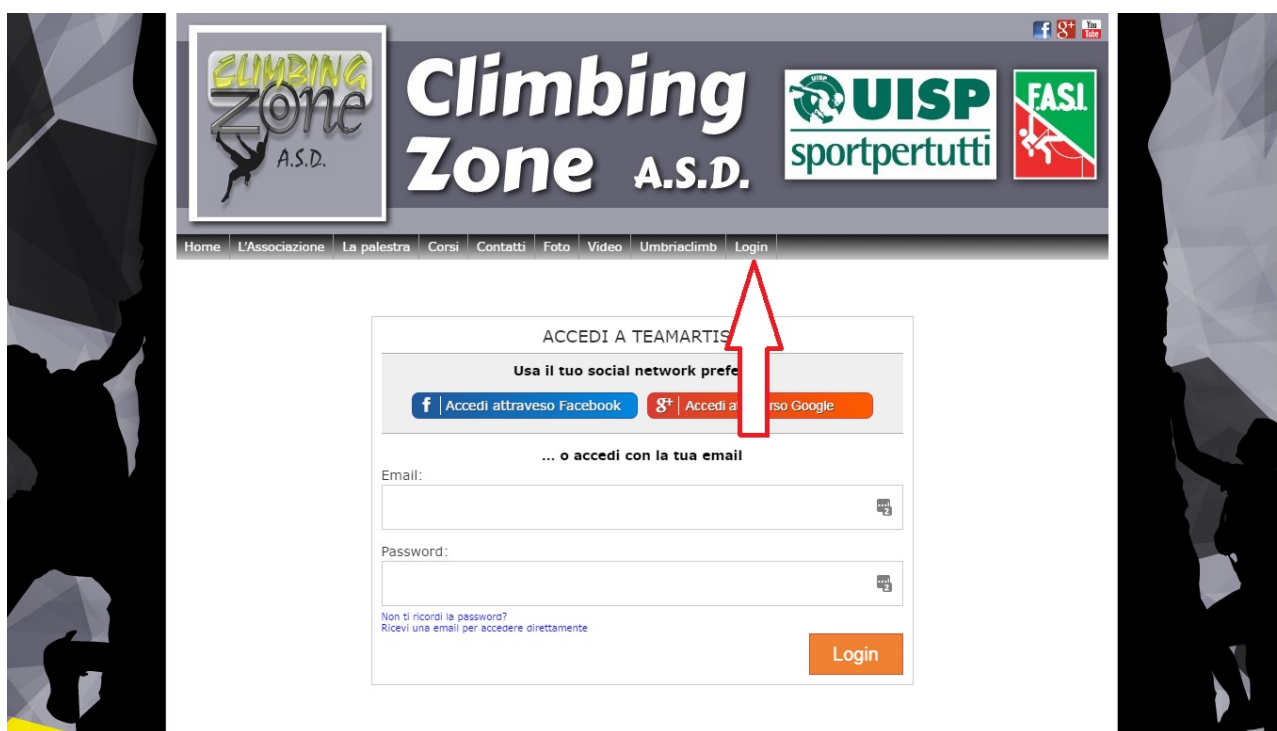 CLIMBING
zone
A.S.D.
Climbing
Zone A.S.D.
UISP
UISP
sportpertutti
F.A.S.I.
f g+ You Tube
Home L'Associazione La palestra Corsi Contatti Foto Video Umbriaclimb Login
ACCEDI A TEAMARTIS
Usa il tuo social network prefe
f Accedi attraveso Facebook g+ Accedi at rso Google
... o accedi con la tua email
Email:
Password:
Non ti ricordi la password?
Ricevi una email per accedere direttamente
Login